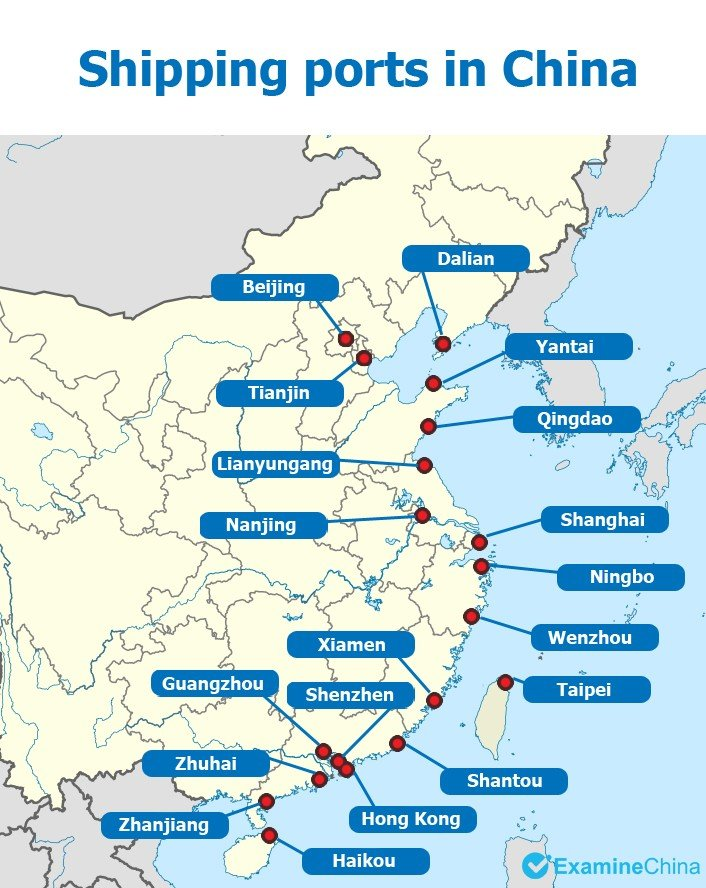 Shipping ports in China
Dalian
Beijing
Yantai
Tianjin
Qingdao
Lianyungang
Shanghai
Nanjing
Ningbo
Wenzhou
Xiamen
Guangzhou
Taipei
Shenzhen
Zhuhai
Shantou
Hong Kong
Zhanjiang
Haikou
ExamineChina